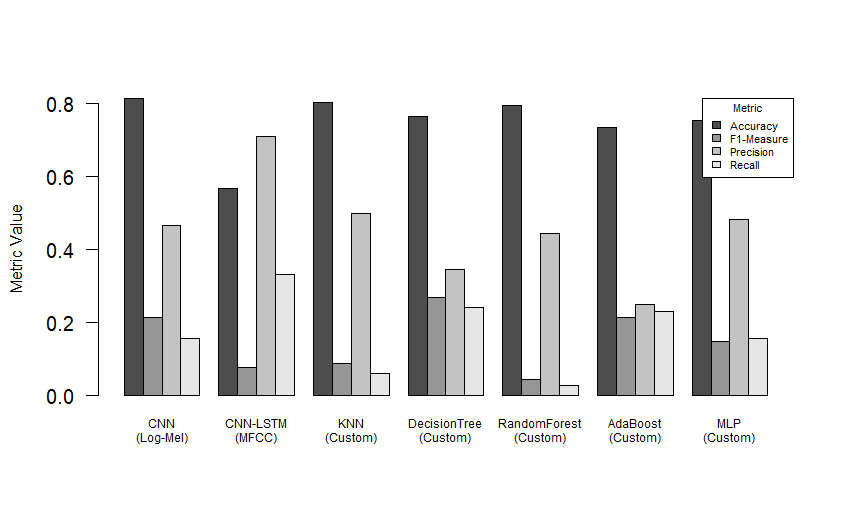 Metric Value
0.8
0.6
0.4
0.2
0.0
Metric
Accuracy
F1-Measure
Precision
Recall
CNN
(Log-Mel)
CNN-LSTM
(MFCC)
KNN
(Custom)
DecisionTree
(Custom)
RandomForest
(Custom)
AdaBoost
(Custom)
MLP
(Custom)